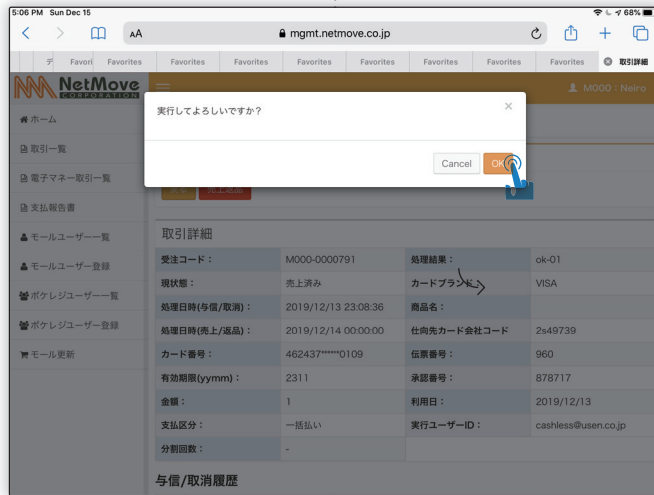 5:06 PM Sun Dec 15 68%
AA mgmt.netmove.co.jp
デ Favori Favorites Favorites Favorites Favorites Favorites Favorites Favorites Favorites 取引詳細
NetMove
CORPORATION
M000 : Neiro
実行してよろしいですか？ ×
Cancel OK
売上返品
ホーム
取引一覧
電子マネー取引一覧
支払報告書
モールユーザー一覧
モールユーザー登録
ポケレジユーザー一覧
ポケレジユーザー登録
モール更新
取引詳細
受注コード： M000-0000791 処理結果： ok-01
現状態： 売上済み カードブランド： VISA
処理日時(与信/取消)： 2019/12/13 23:08:36 商品名：
処理日時(売上/返品)： 2019/12/14 00:00:00 仕向先カード会社コード 2s49739
カード番号： 462437******0109 伝票番号： 960
有効期限(yymm)： 2311 承認番号： 878717
金額： 1 利用日： 2019/12/13
支払区分： 一括払い 実行ユーザーID： cashless@usen.co.jp
分割回数： -
与信/取消履歴